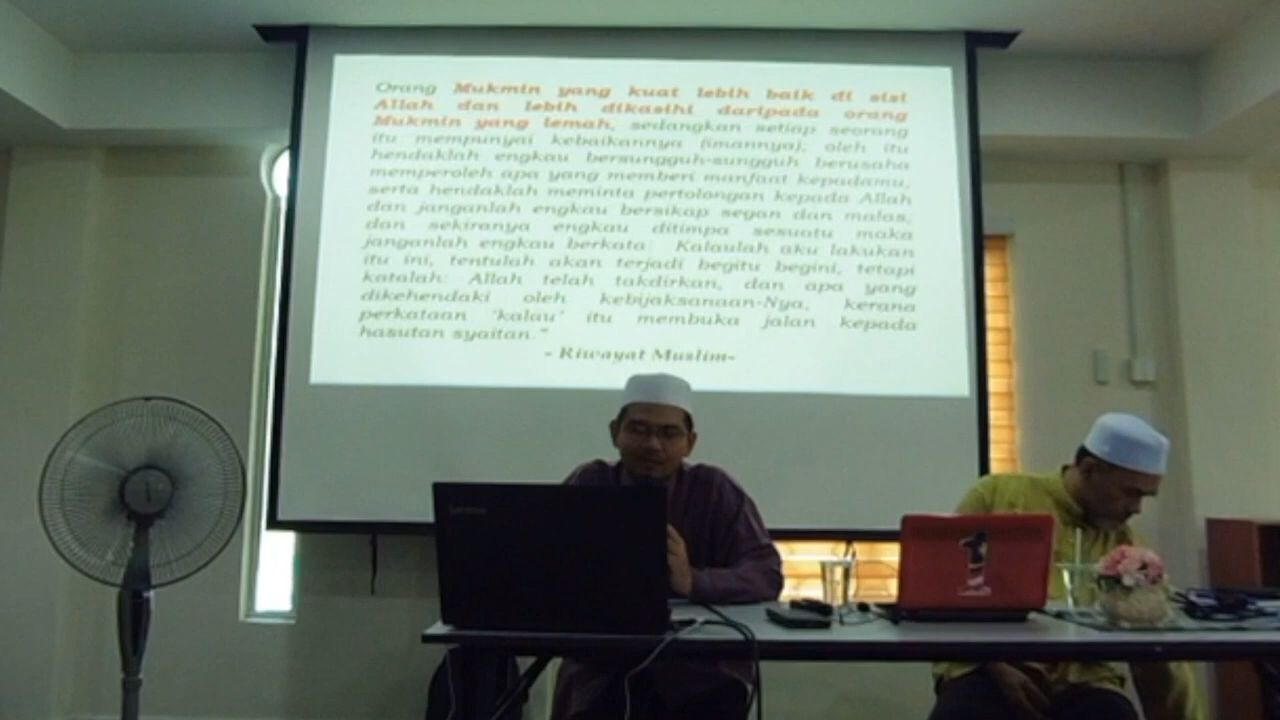 Orang Mukmin yang kuat lebih baik di sisi
Allah dan lebih dikasihi daripada orang
Mukmin yang lemah, sedangkan setiap seorang
itu mempunyai kebaikannya (imannya); oleh itu
hendaklah engkau bersungguh-sungguh berusaha
memperoleh apa yang memberi manfaat kepadamu,
serta hendaklah meminta pertolongan kepada Allah
dan janganlah engkau bersikap segan dan malas;
dan sekiranya engkau ditimpa sesuatu maka
janganlah engkau berkata: Kalaulah aku lakukan
itu ini, tentulah akan terjadi begitu begini, tetapi
katalah: Allah telah takdirkan, dan apa yang
dikehendaki oleh kebijaksanaan-Nya, kerana
perkataan 'kalau' itu membuka jalan kepada
hasutan syaitan."
- Riwayat Muslim-
Lenovo
1